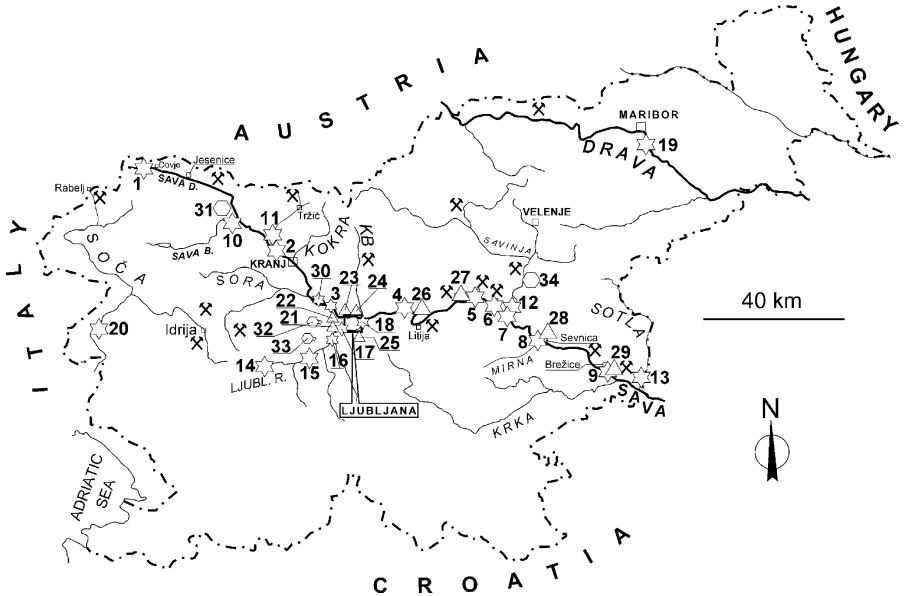 HUNGARY
AUSTRIA
MARIBOR
19
DRAVA
Dovje
Jesenice
1
SAVA D.
Rabelj
31
11
Tržič
10
2
KOKRA
KB
VELENJE
ITALY
SOČA
SAVA B.
KRANJ
SAVINJA
SORA
30
23
24
27
34
40 km
3
4
26
5
12
SOTLA
22
21
20
Idrija
32
18
Litija
6
7
28
33
25
8
Sevnica
14
15
16
17
MIRNA
Brežice
29
9
13
LJUBL. R.
SAVA
LJUBLJANA
KRKA
N
ADRIATIC
SEA
CROATIA